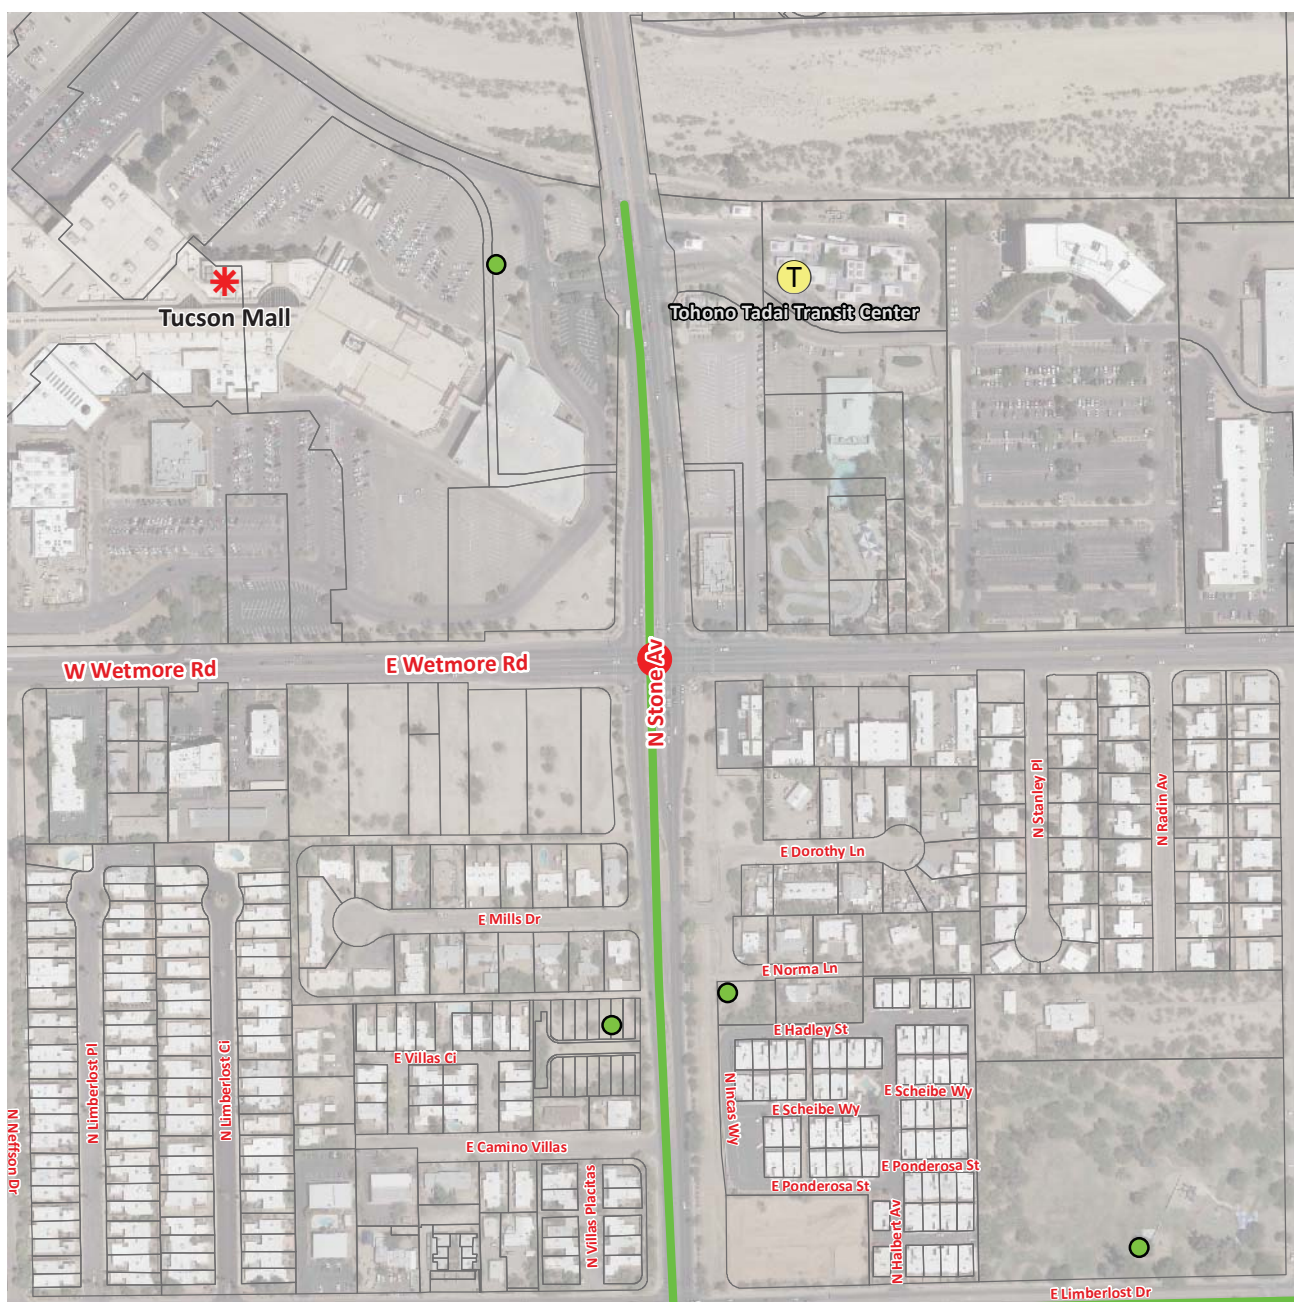 T
Tohono Tadai Transit Center
Tucson Mall
W Wetmore Rd
E Wetmore Rd
N Stone Av
N Stanley Pl
N Radin Av
E Dorothy Ln
E Mills Dr
E Norma Ln
E Hadley St
E Villas Ci
N Limberlost Pl
N Limberlost Ci
N Incas Wy
E Scheibe Wy
E Scheibe Wy
N Neffson Dr
E Camino Villas
N Villas Placitas
E Ponderosa St
E Ponderosa St
N Halbert Av
E Limberlost Dr